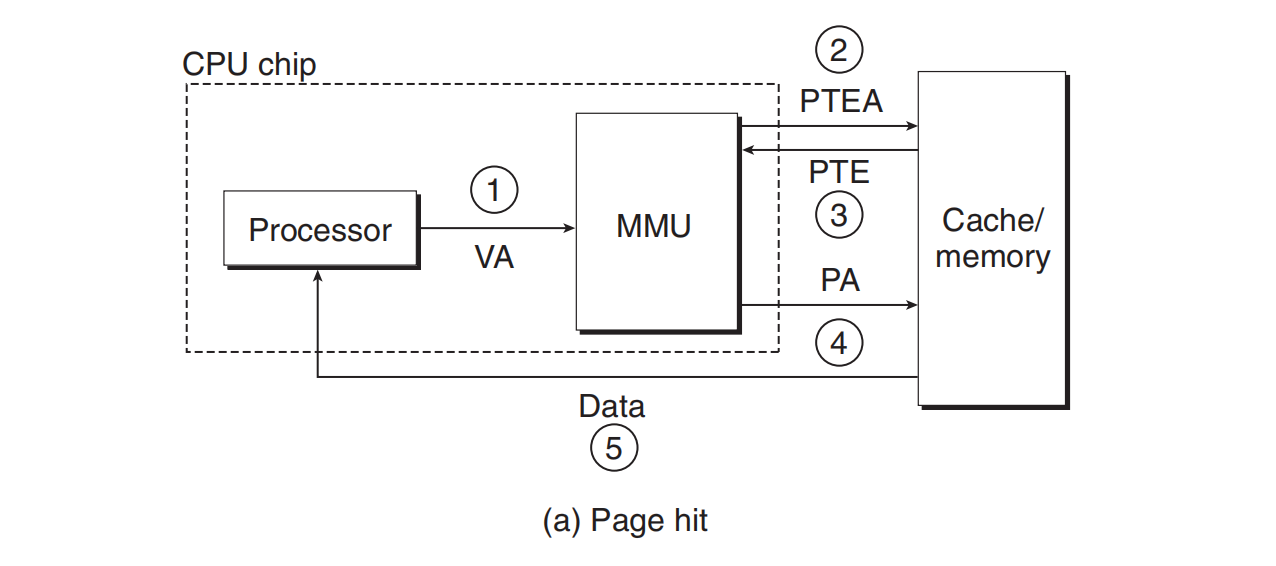 CPU chip
2
PTEA
1
VA
Processor
MMU
PTE
3
Cache/
memory
PA
4
Data
5
(a) Page hit